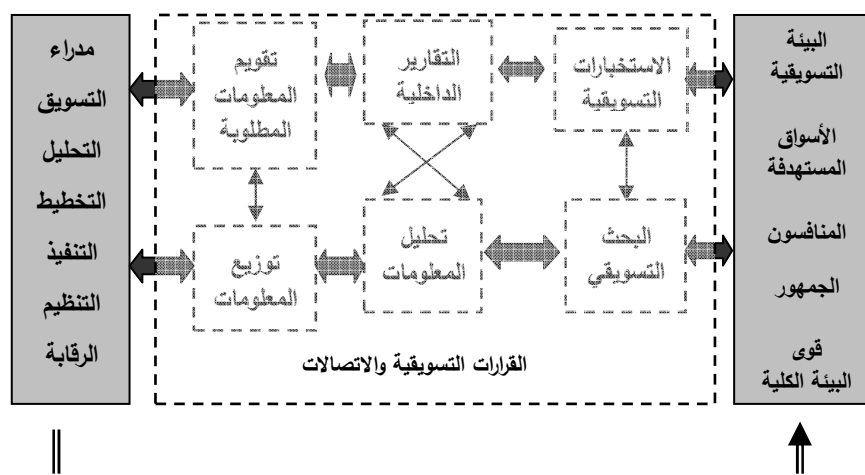 البيئة
التسويقية
الأسواق
المستهدفة
المنافسون
الجمهور
قوى
البيئة الكلية
الاستخبارات
التسويقية
التقارير
الداخلية
تقويم
المعلومات
المطلوبة
البحث
التسويقي
تحليل
المعلومات
توزيع
المعلومات
القرارات التسويقية والاتصالات
مدراء
التسويق
التحليل
التخطيط
التنفيذ
التنظيم
الرقابة